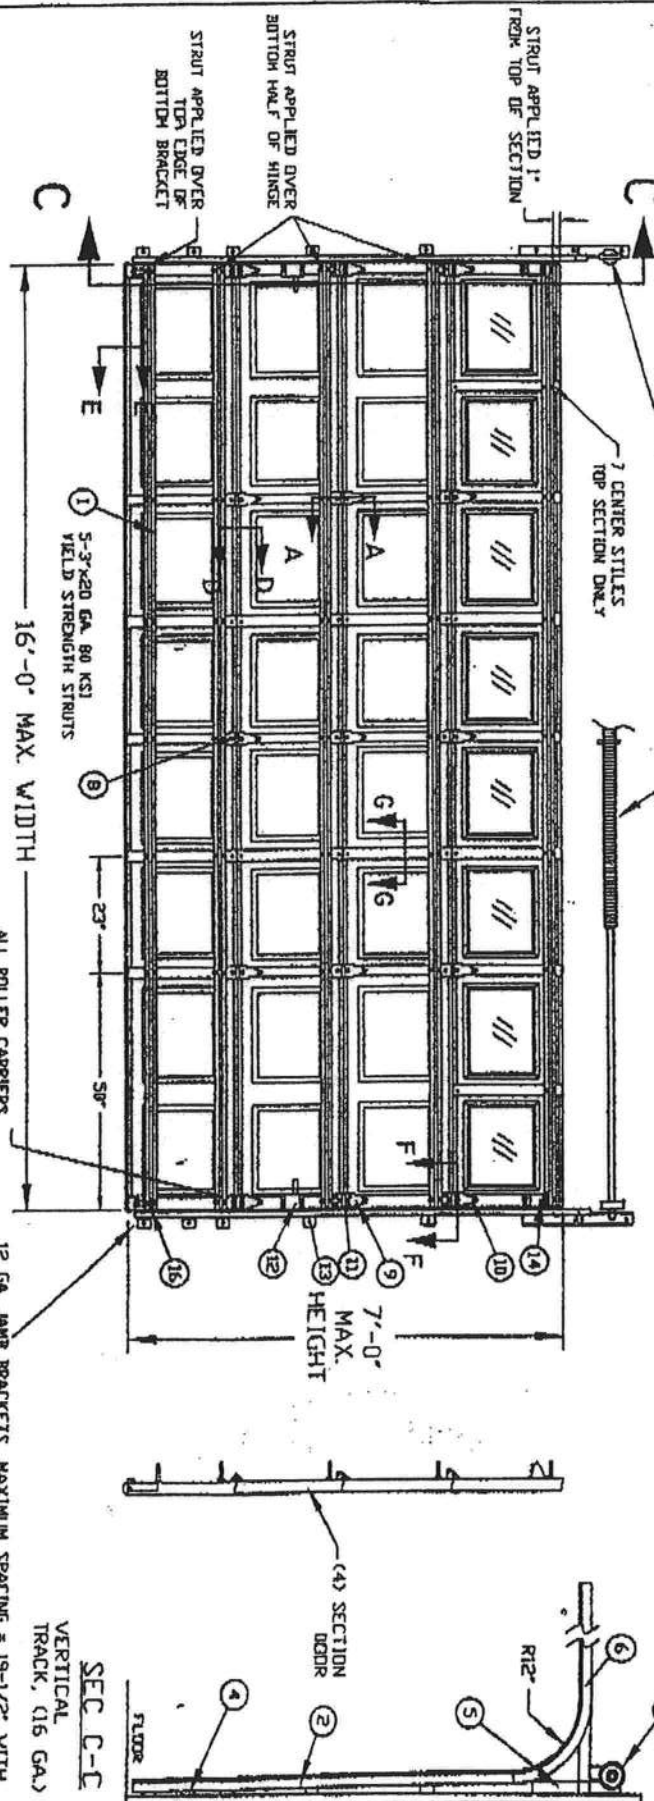 STRUT APPLIED 1"
FROM TOP OF SECTION
STRUT APPLIED OVER
BOTTOM HALF OF HINGE
STRUT APPLIED OVER
TOP EDGE OF
BOTTOM BRACKET
C
C
7 CENTER STILES
TOP SECTION ONLY
E
E
A
A
D
D
G
G
F
F
1
5-3"x20 GA. 80 KSI
YIELD STRENGTH STRUTS
8
16'-0" MAX. WIDTH
23"
50"
14
10
9
11
13
12
16
7'-0"
MAX.
HEIGHT
ALL ROLLER CARRIERS
12 GA. JAMB BRACKETS MAXIMUM SPACING = 19-1/2" WITH
(4) SECTION
DOOR
6
R12"
5
2
4
FLOOR
SEC C-C
VERTICAL
TRACK, (16 GA.)